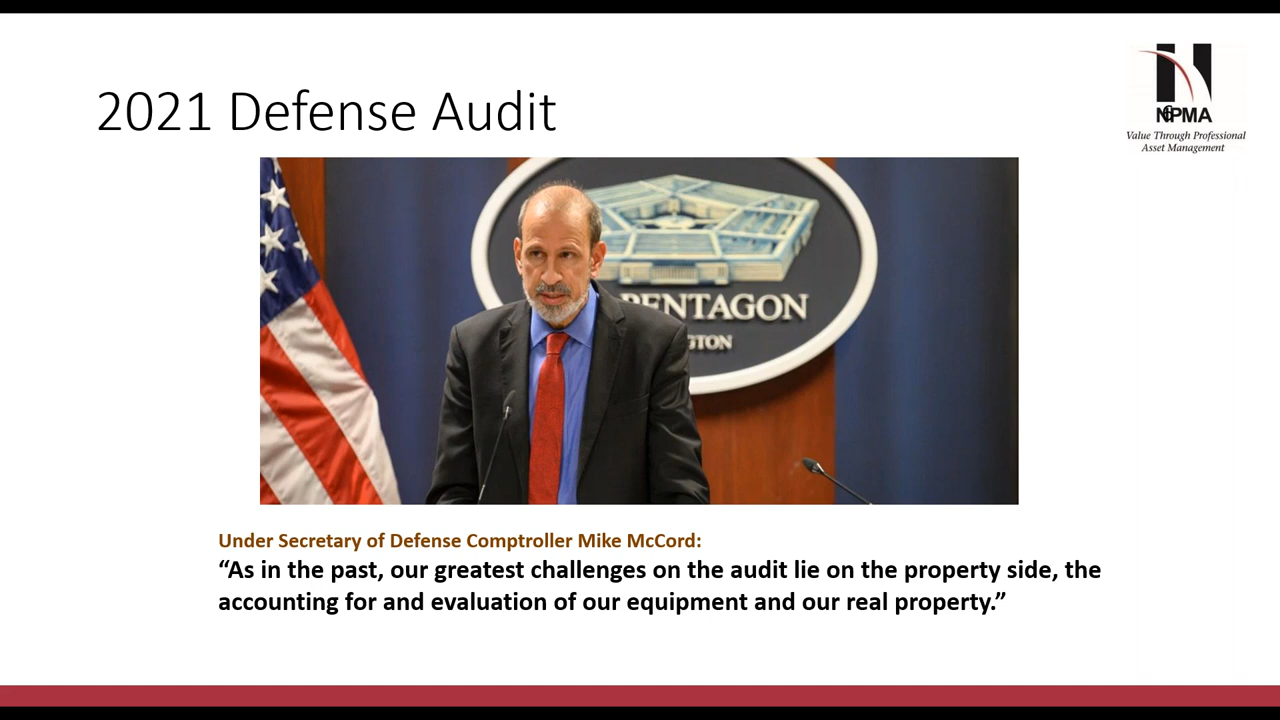 2021 Defense Audit
NPMA
Value Through Professional
Asset Management
PENTAGON
GTON
Under Secretary of Defense Comptroller Mike McCord:
“As in the past, our greatest challenges on the audit lie on the property side, the
accounting for and evaluation of our equipment and our real property.”